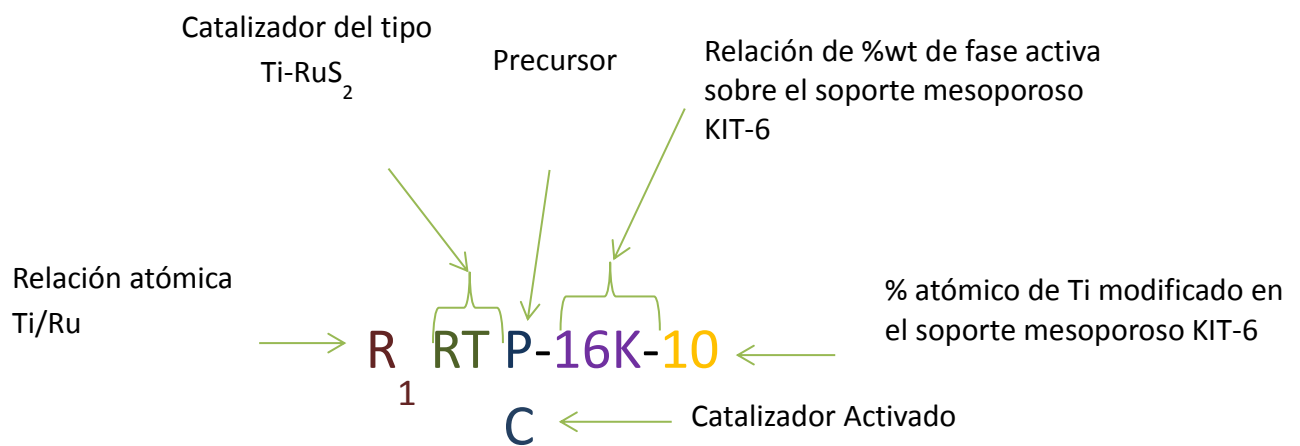 Catalizador del tipo
Ti-RuS2
Precursor
Relación de %wt de fase activa
sobre el soporte mesoporoso
KIT-6
Relación atómica
Ti/Ru
% atómico de Ti modificado en
el soporte mesoporoso KIT-6
R1 RT P-16K-10
C
Catalizador Activado